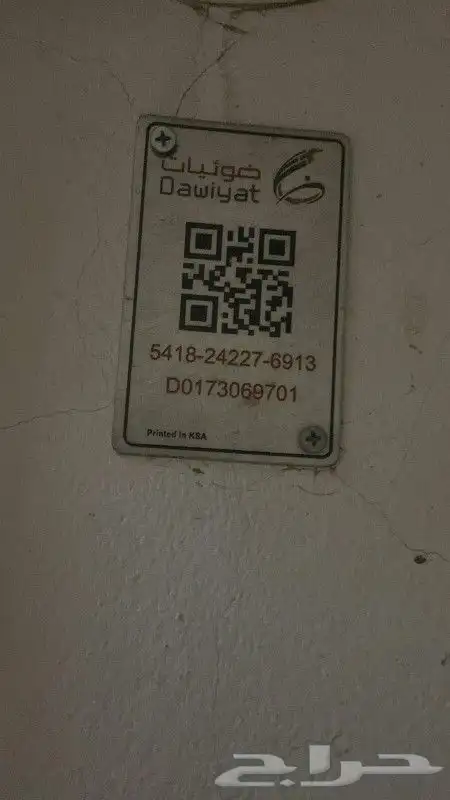 ضوئيات
Dawiyat
5418-24227-6913
D0173069701
Printed in KSA
حراج